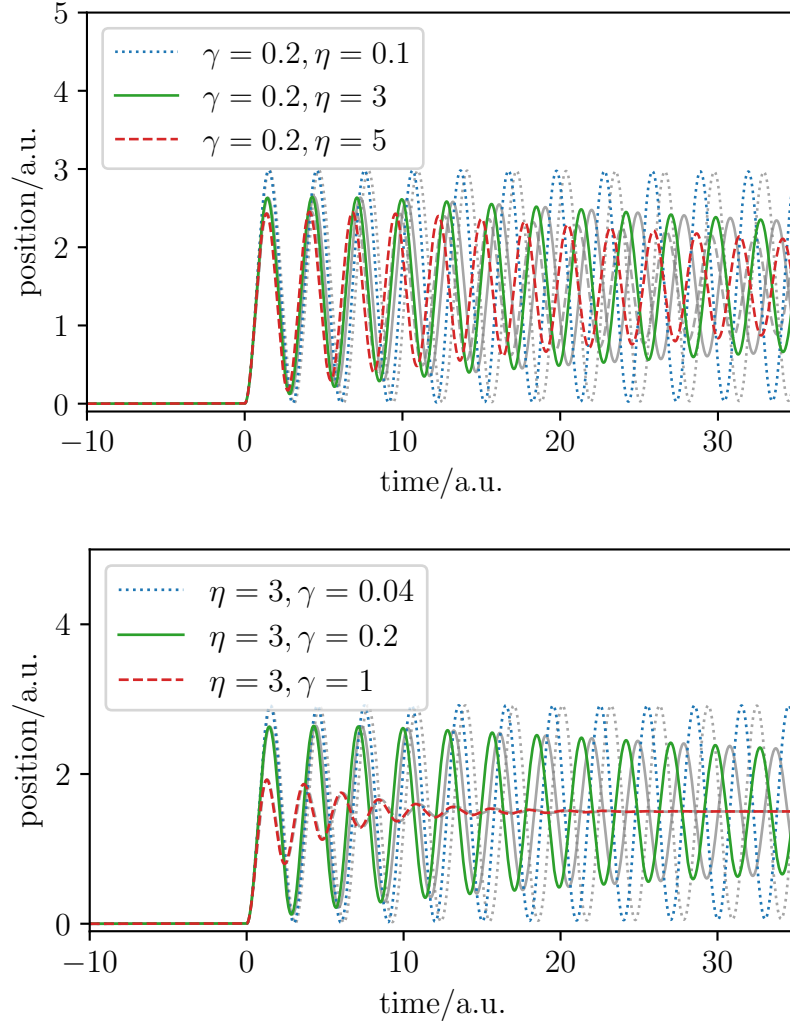 5
4
3
2
1
0
position/a.u.
γ = 0.2, η = 0.1
γ = 0.2, η = 3
γ = 0.2, η = 5
−10 0 10 20 30
time/a.u.
4
2
0
position/a.u.
η = 3, γ = 0.04
η = 3, γ = 0.2
η = 3, γ = 1
−10 0 10 20 30
time/a.u.